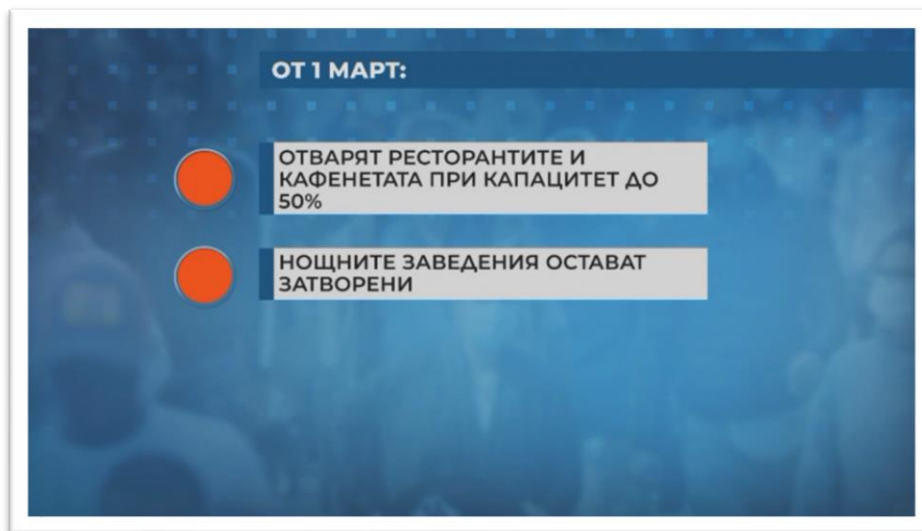 ОТ 1 МАРТ:
ОТВАРЯТ РЕСТОРАНТИТЕ И
КАФЕНЕТАТА ПРИ КАПАЦИТЕТ ДО
50%
НОЩНИТЕ ЗАВЕДЕНИЯ ОСТАВАТ
ЗАТВОРЕНИ